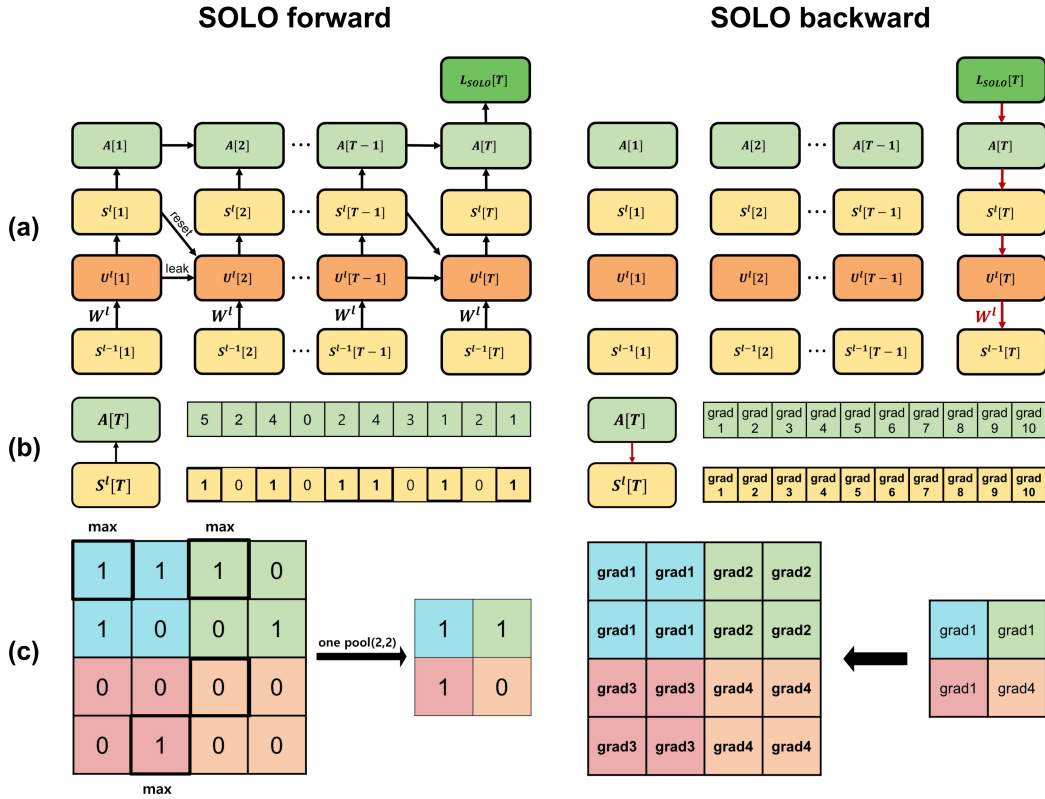 SOLO forward
SOLO backward
L_SOLO[T]
L_SOLO[T]
A[1] A[2] ⋯ A[T − 1] A[T]
A[1] A[2] ⋯ A[T − 1] A[T]
(a)
S^l[1] S^l[2] ⋯ S^l[T − 1] S^l[T]
S^l[1] S^l[2] ⋯ S^l[T − 1] S^l[T]
reset
leak
U^l[1] U^l[2] ⋯ U^l[T − 1] U^l[T]
U^l[1] U^l[2] ⋯ U^l[T − 1] U^l[T]
W^l W^l W^l W^l
W^l
S^{l−1}[1] S^{l−1}[2] ⋯ S^{l−1}[T − 1] S^{l−1}[T]
S^{l−1}[1] S^{l−1}[2] ⋯ S^{l−1}[T − 1] S^{l−1}[T]
(b)
A[T]
5 2 4 0 2 4 3 1 2 1
S^l[T]
1 0 1 0 1 1 0 1 0 1
A[T]
grad 1 grad 2 grad 3 grad 4 grad 5 grad 6 grad 7 grad 8 grad 9 grad 10
S^l[T]
grad 1 grad 2 grad 3 grad 4 grad 5 grad 6 grad 7 grad 8 grad 9 grad 10
(c)
max max
1 1 1 0
1 0 0 1
0 0 0 0
0 1 0 0
max
one pool(2,2)
1 1
1 0
grad1 grad1 grad2 grad2
grad1 grad1 grad2 grad2
grad3 grad3 grad4 grad4
grad3 grad3 grad4 grad4
grad1 grad1
grad1 grad4